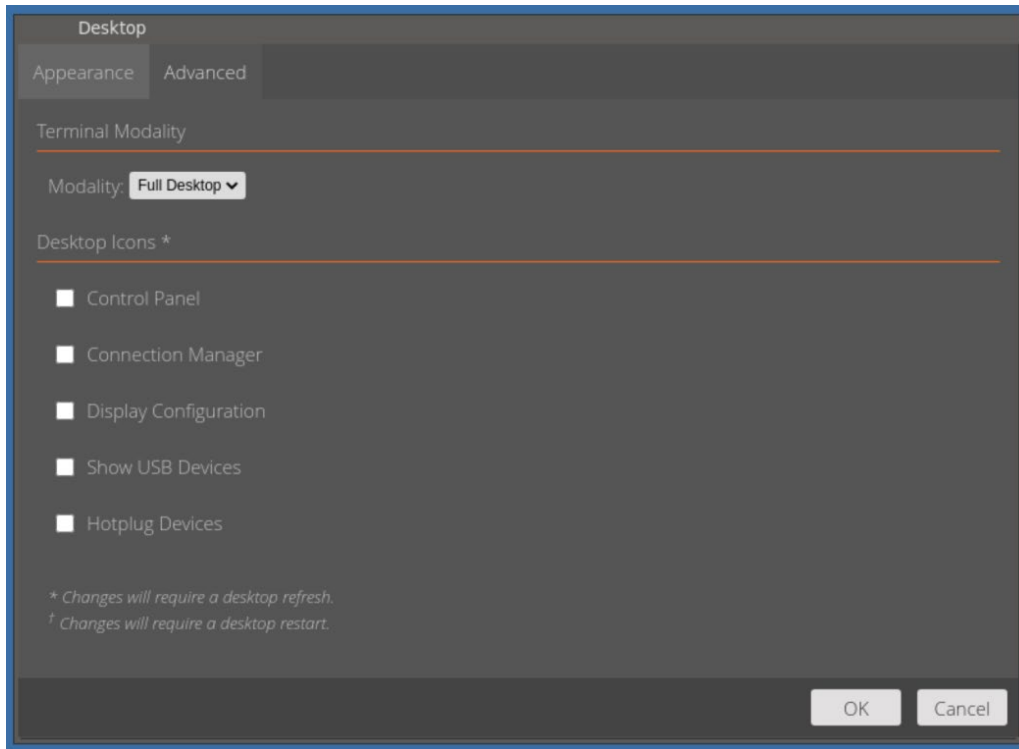 Desktop
Appearance Advanced
Terminal Modality
Modality: Full Desktop
Desktop Icons *
Control Panel
Connection Manager
Display Configuration
Show USB Devices
Hotplug Devices
* Changes will require a desktop refresh.
† Changes will require a desktop restart.
OK Cancel